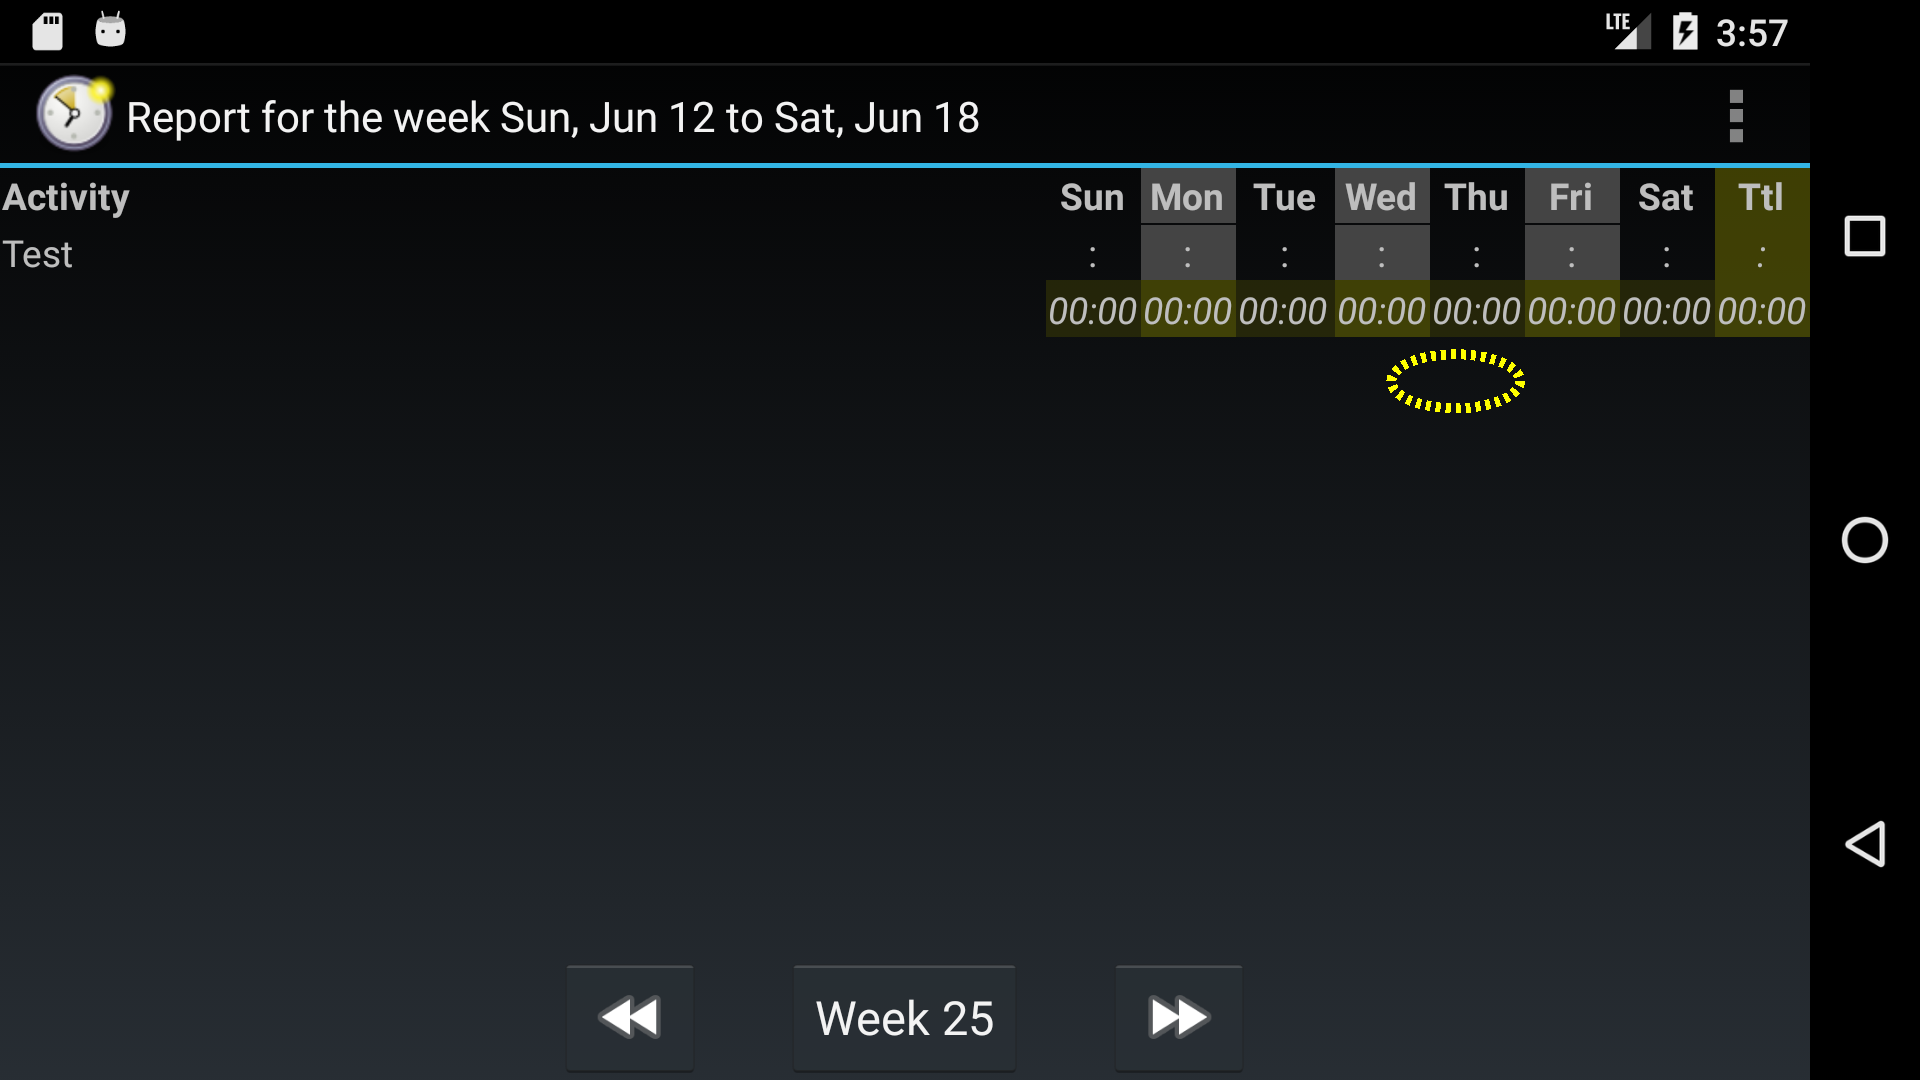 LTE 3:57
Report for the week Sun, Jun 12 to Sat, Jun 18
Activity Sun Mon Tue Wed Thu Fri Sat Ttl
Test : : : : : : : :
00:00 00:00 00:00 00:00 00:00 00:00 00:00 00:00
Week 25